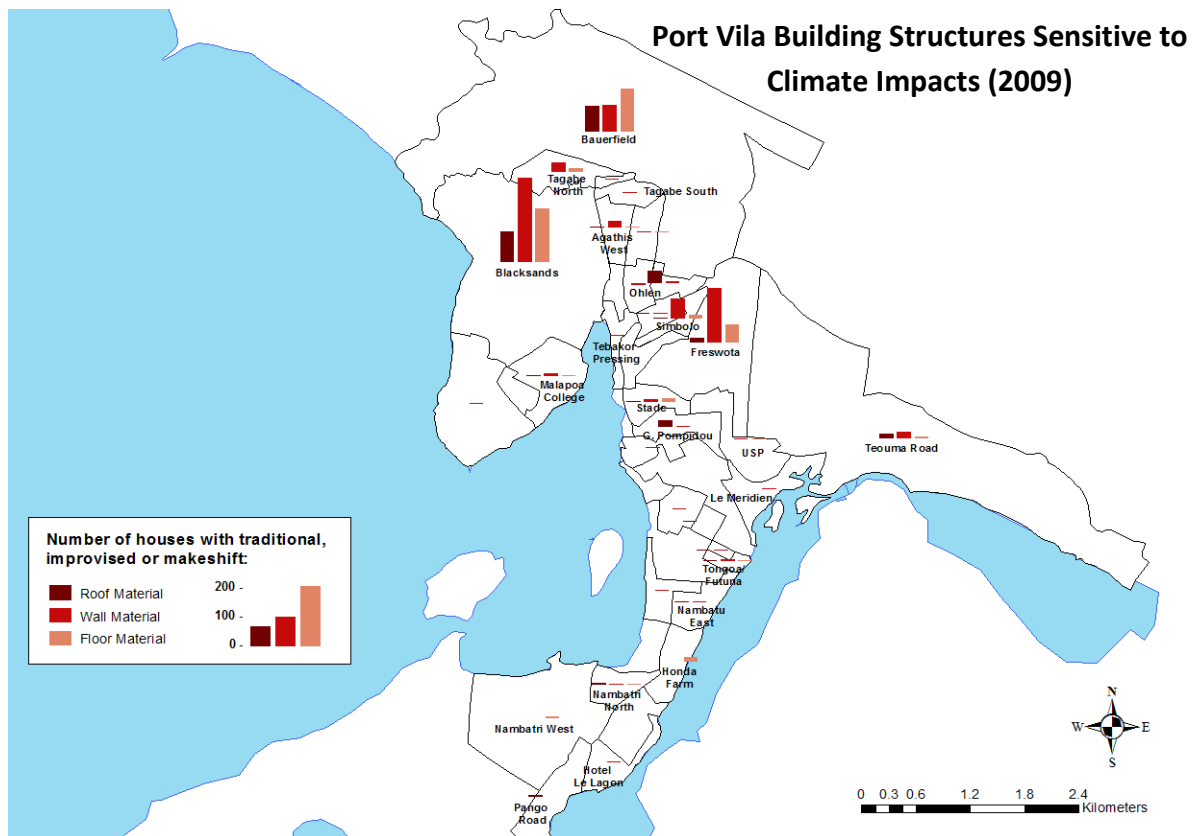 Port Vila Building Structures Sensitive to
Climate Impacts (2009)
Bauerfield
Tagabe
North
Tagabe South
Agathis
West
Blacksands
Ohlen
Simbolo
Freswota
Tebakor
Pressing
Malapoa
College
Stade
G. Pompidou
USP
Teouma Road
Le Meridien
Tongoa/
Futuna
Nambatu
East
Honda
Farm
Nambatri
North
Nambatri West
Hotel
Le Lagon
Pango
Road
Number of houses with traditional,
improvised or makeshift:
Roof Material
Wall Material
Floor Material
200 -
100 -
0 -
N
W E
S
0 0.3 0.6 1.2 1.8 2.4
Kilometers